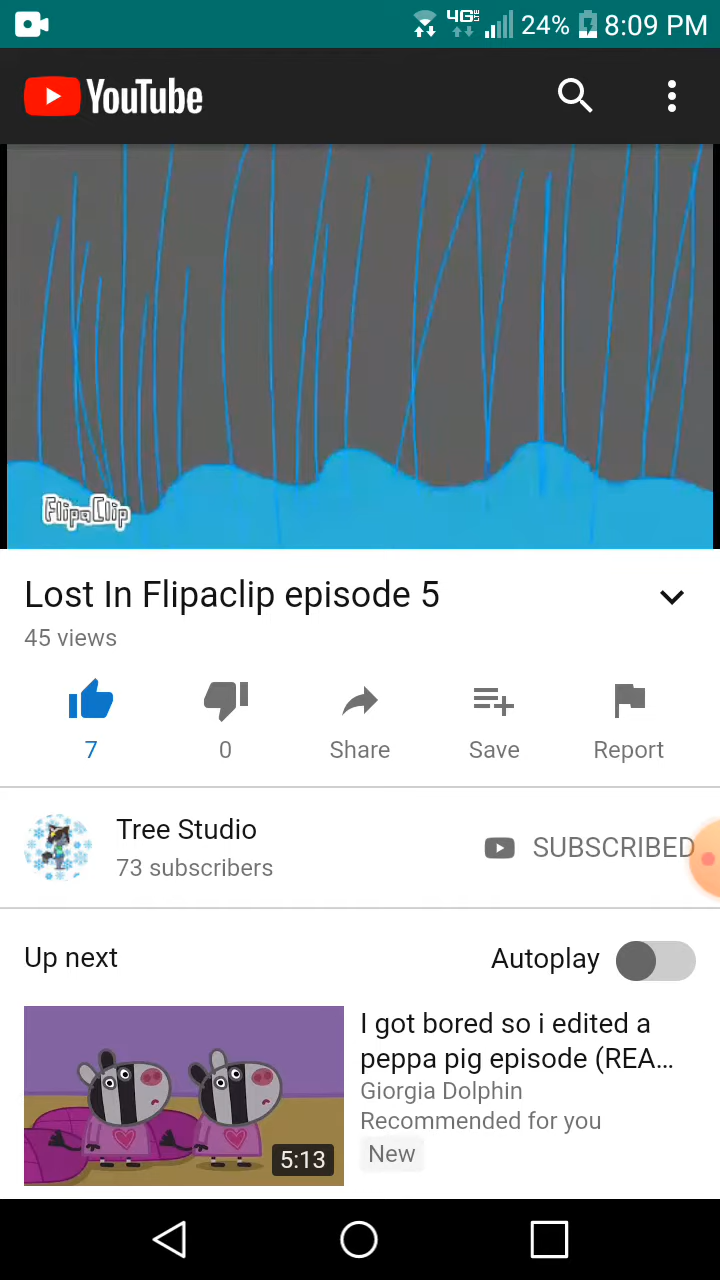 4G LTE 24% 8:09 PM
YouTube
FlipaClip
Lost In Flipaclip episode 5
45 views
7
0
Share
Save
Report
Tree Studio
73 subscribers
SUBSCRIBED
Up next
Autoplay
I got bored so i edited a
peppa pig episode (REA...
Giorgia Dolphin
Recommended for you
New
5:13